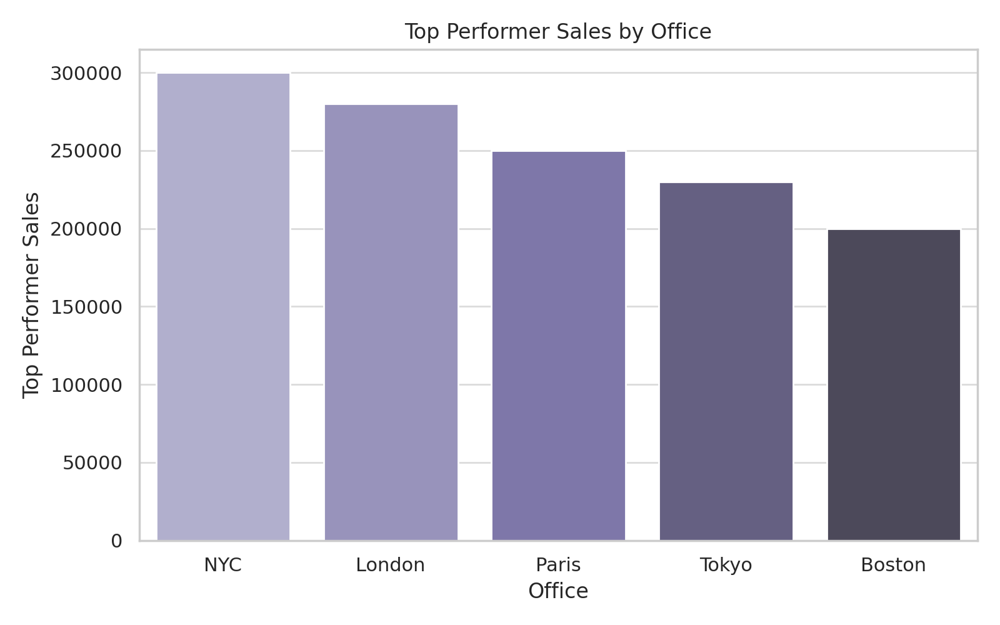 Top Performer Sales by Office
Top Performer Sales
300000
250000
200000
150000
100000
50000
0
NYC London Paris Tokyo Boston
Office